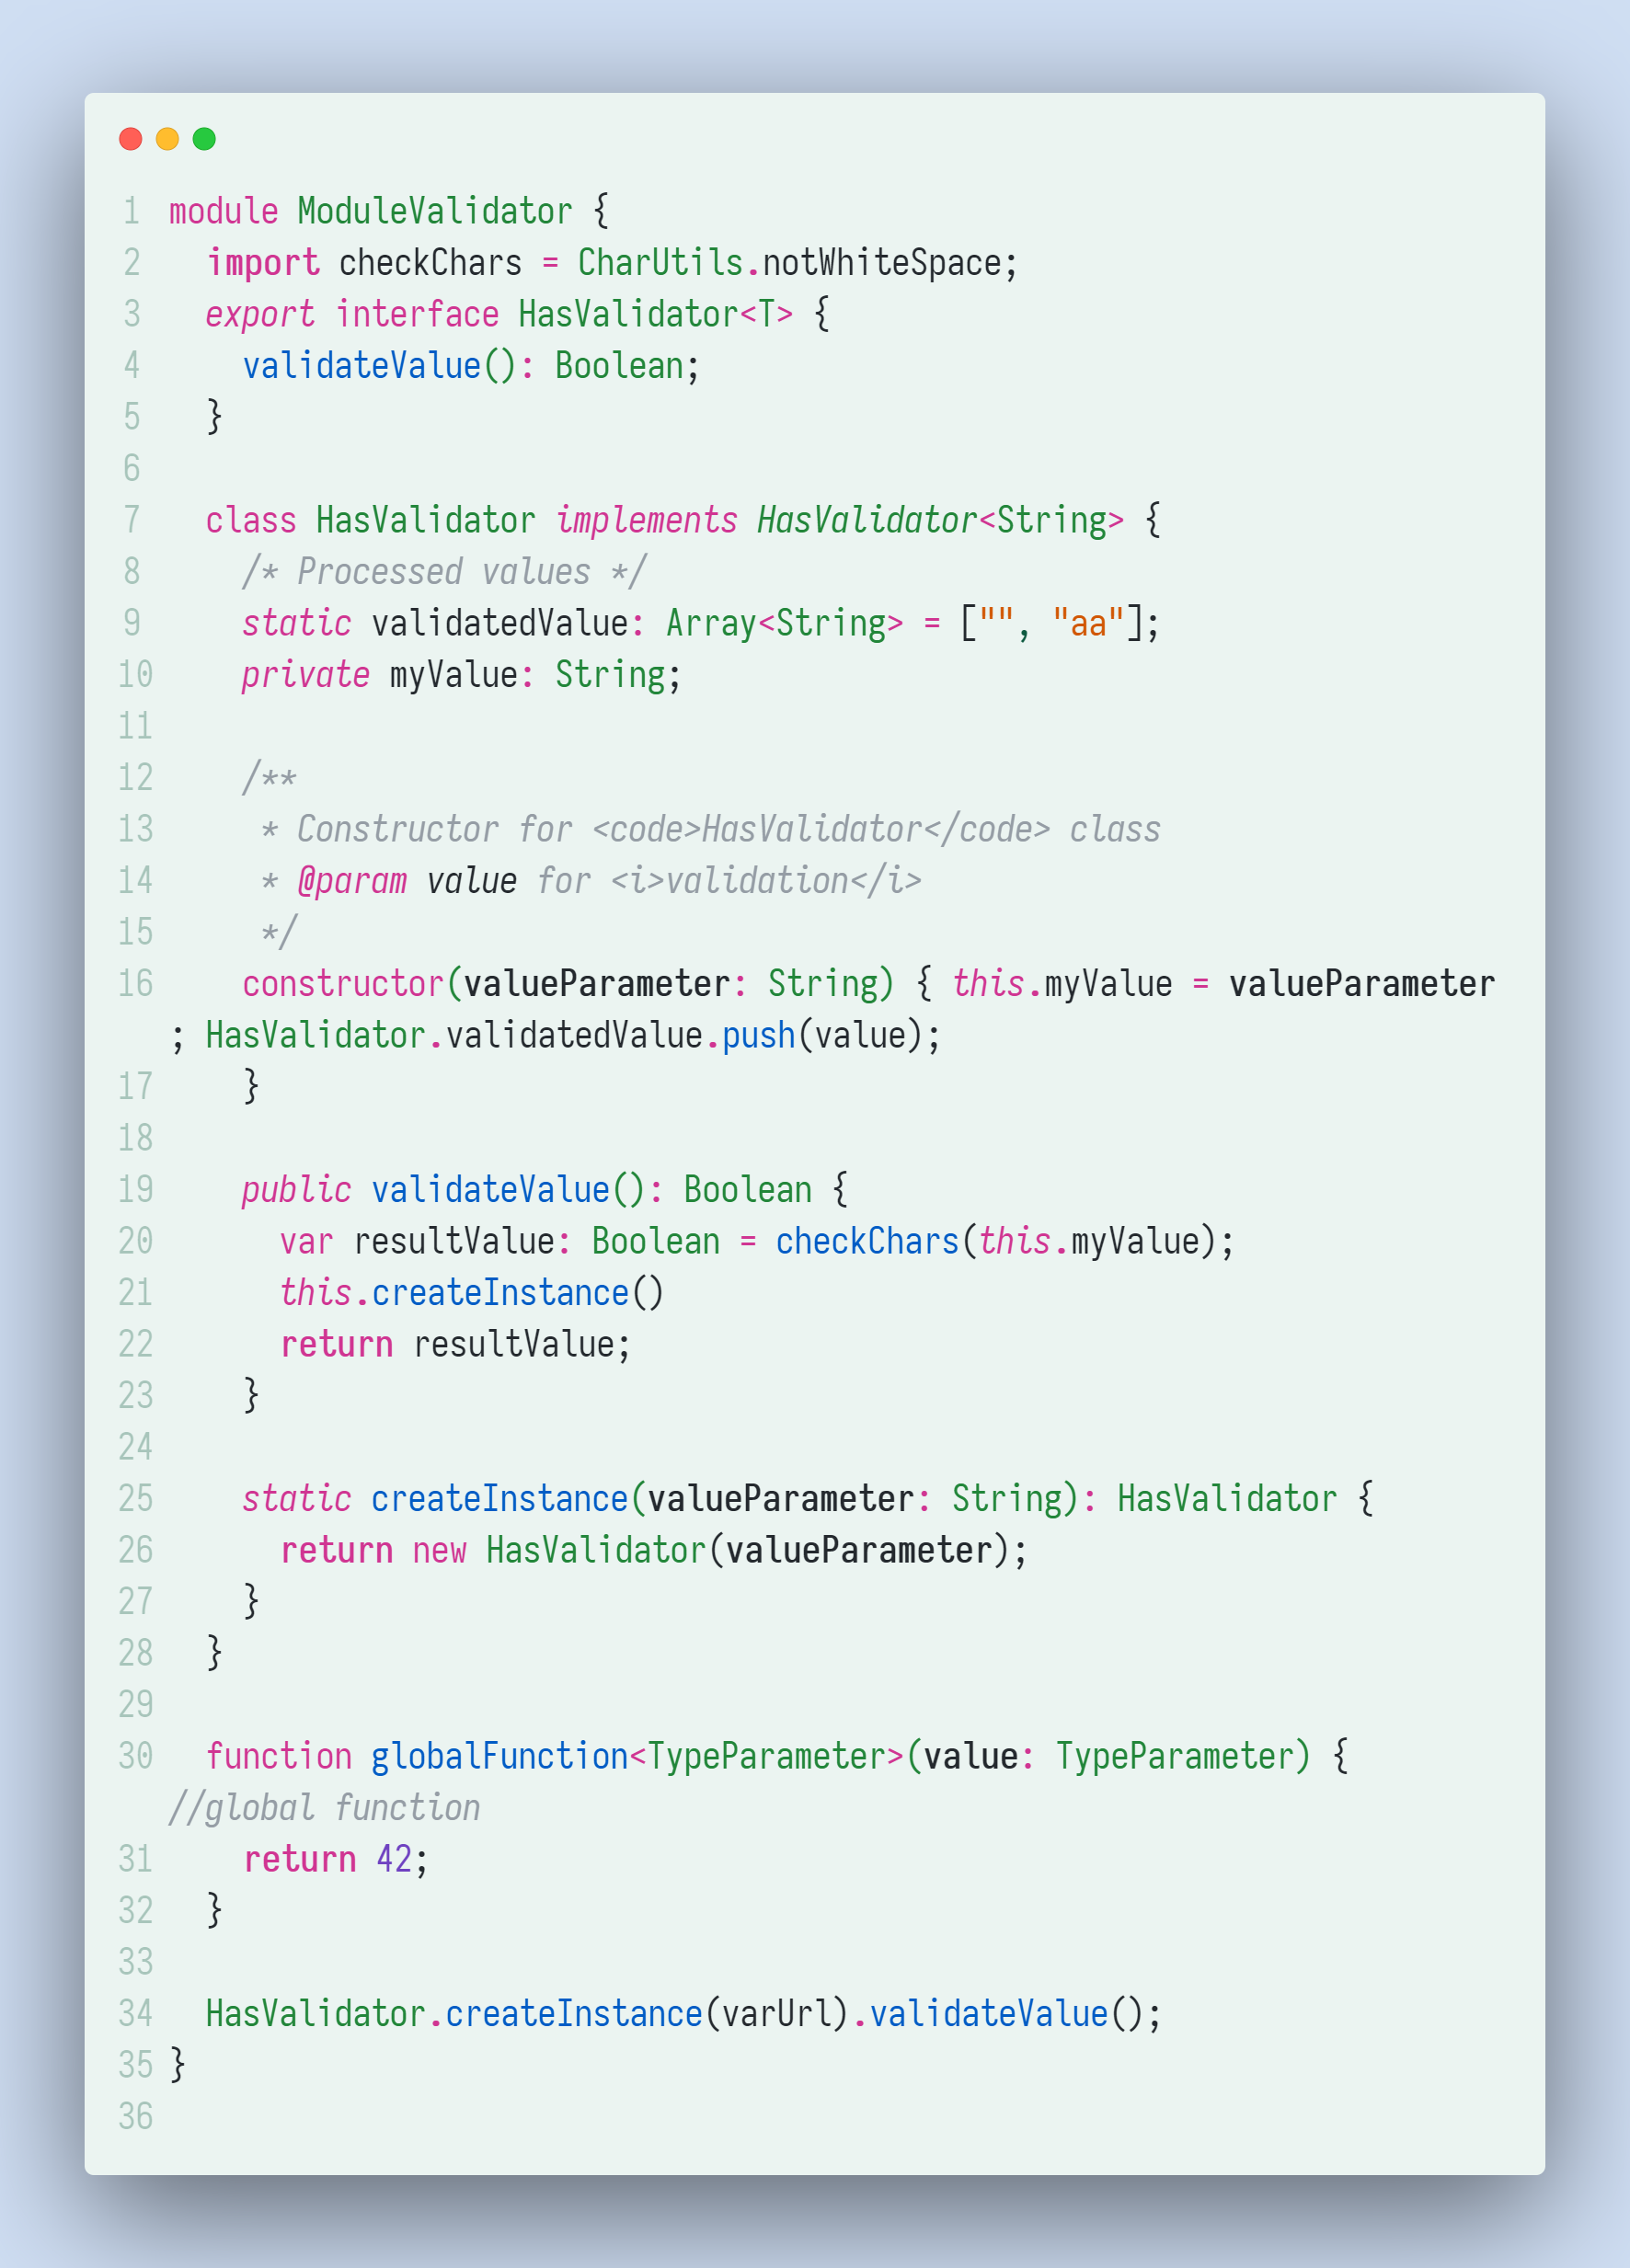 1 module ModuleValidator {
2   import checkChars = CharUtils.notWhiteSpace;
3   export interface HasValidator<T> {
4     validateValue(): Boolean;
5   }
6
7   class HasValidator implements HasValidator<String> {
8     /* Processed values */
9     static validatedValue: Array<String> = ["", "aa"];
10     private myValue: String;
11
12     /**
13      * Constructor for <code>HasValidator</code> class
14      * @param value for <i>validation</i>
15      */
16     constructor(valueParameter: String) { this.myValue = valueParameter
; HasValidator.validatedValue.push(value);
17     }
18
19     public validateValue(): Boolean {
20       var resultValue: Boolean = checkChars(this.myValue);
21       this.createInstance()
22       return resultValue;
23     }
24
25     static createInstance(valueParameter: String): HasValidator {
26       return new HasValidator(valueParameter);
27     }
28   }
29
30   function globalFunction<TypeParameter>(value: TypeParameter) {
//global function
31     return 42;
32   }
33
34   HasValidator.createInstance(varUrl).validateValue();
35 }
36